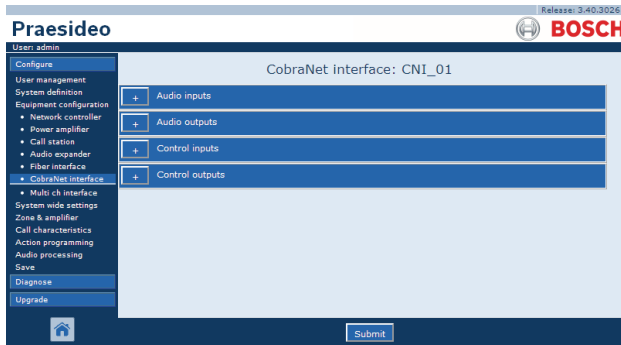 Release: 3.40.3026
Praesideo
BOSCH
User: admin
Configure
CobraNet interface: CNI_01
User management
System definition
Equipment configuration
• Network controller
• Power amplifier
• Call station
• Audio expander
• Fiber interface
• CobraNet interface
• Multi ch interface
System wide settings
Zone & amplifier
Call characteristics
Action programming
Audio processing
Save
Diagnose
Upgrade
+ Audio inputs
+ Audio outputs
+ Control inputs
+ Control outputs
Submit